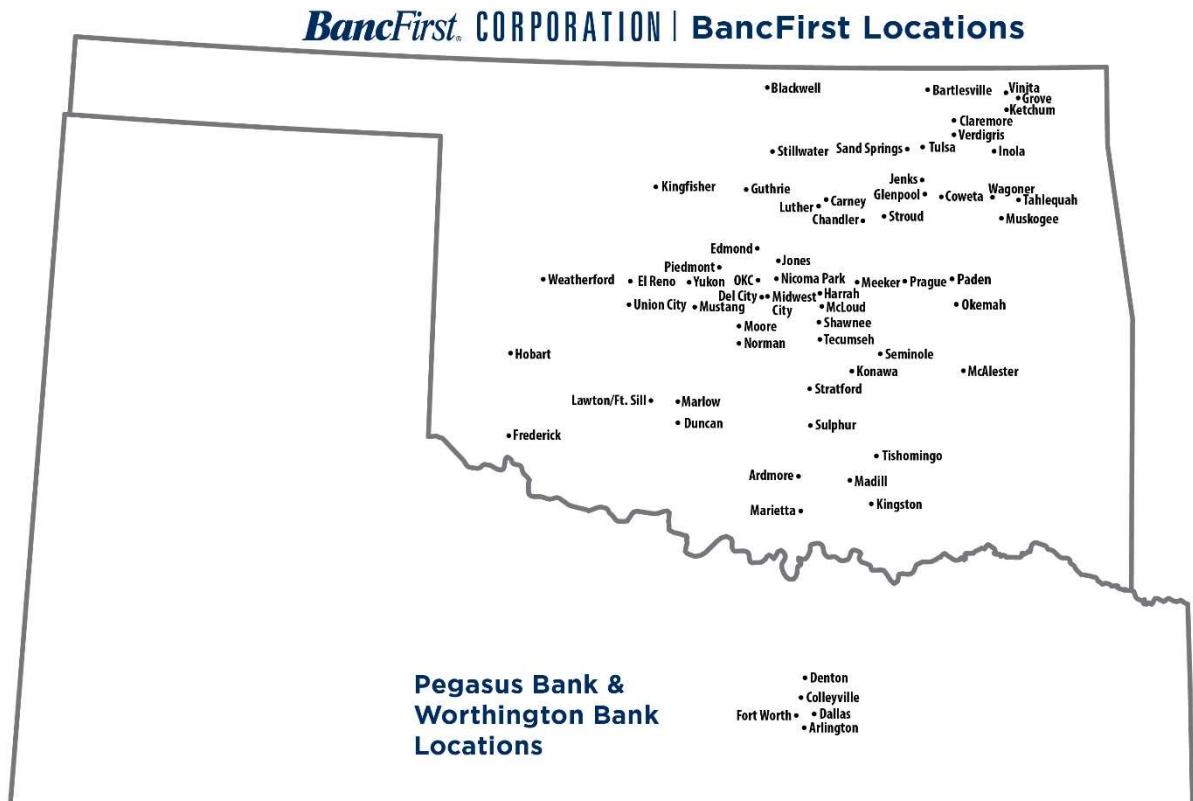 BancFirst CORPORATION | BancFirst Locations
Blackwell
Bartlesville
Vinita
Grove
Ketchum
Claremore
Verdigris
Stillwater
Sand Springs
Tulsa
Inola
Kingfisher
Guthrie
Jenks
Glenpool
Coweta
Wagoner
Tahlequah
Luther
Carney
Chandler
Stroud
Muskogee
Edmond
Jones
Piedmont
Weatherford
El Reno
Yukon
OKC
Nicoma Park
Meeker
Prague
Paden
Del City
Midwest
City
Harrah
Union City
Mustang
McLoud
Okemah
Moore
Shawnee
Norman
Tecumseh
Hobart
Seminole
Konawa
McAlester
Stratford
Lawton/Ft. Sill
Marlow
Duncan
Sulphur
Frederick
Tishomingo
Ardmore
Madill
Kingston
Marietta
Pegasus Bank &
Worthington Bank
Locations
Denton
Colleyville
Fort Worth
Dallas
Arlington